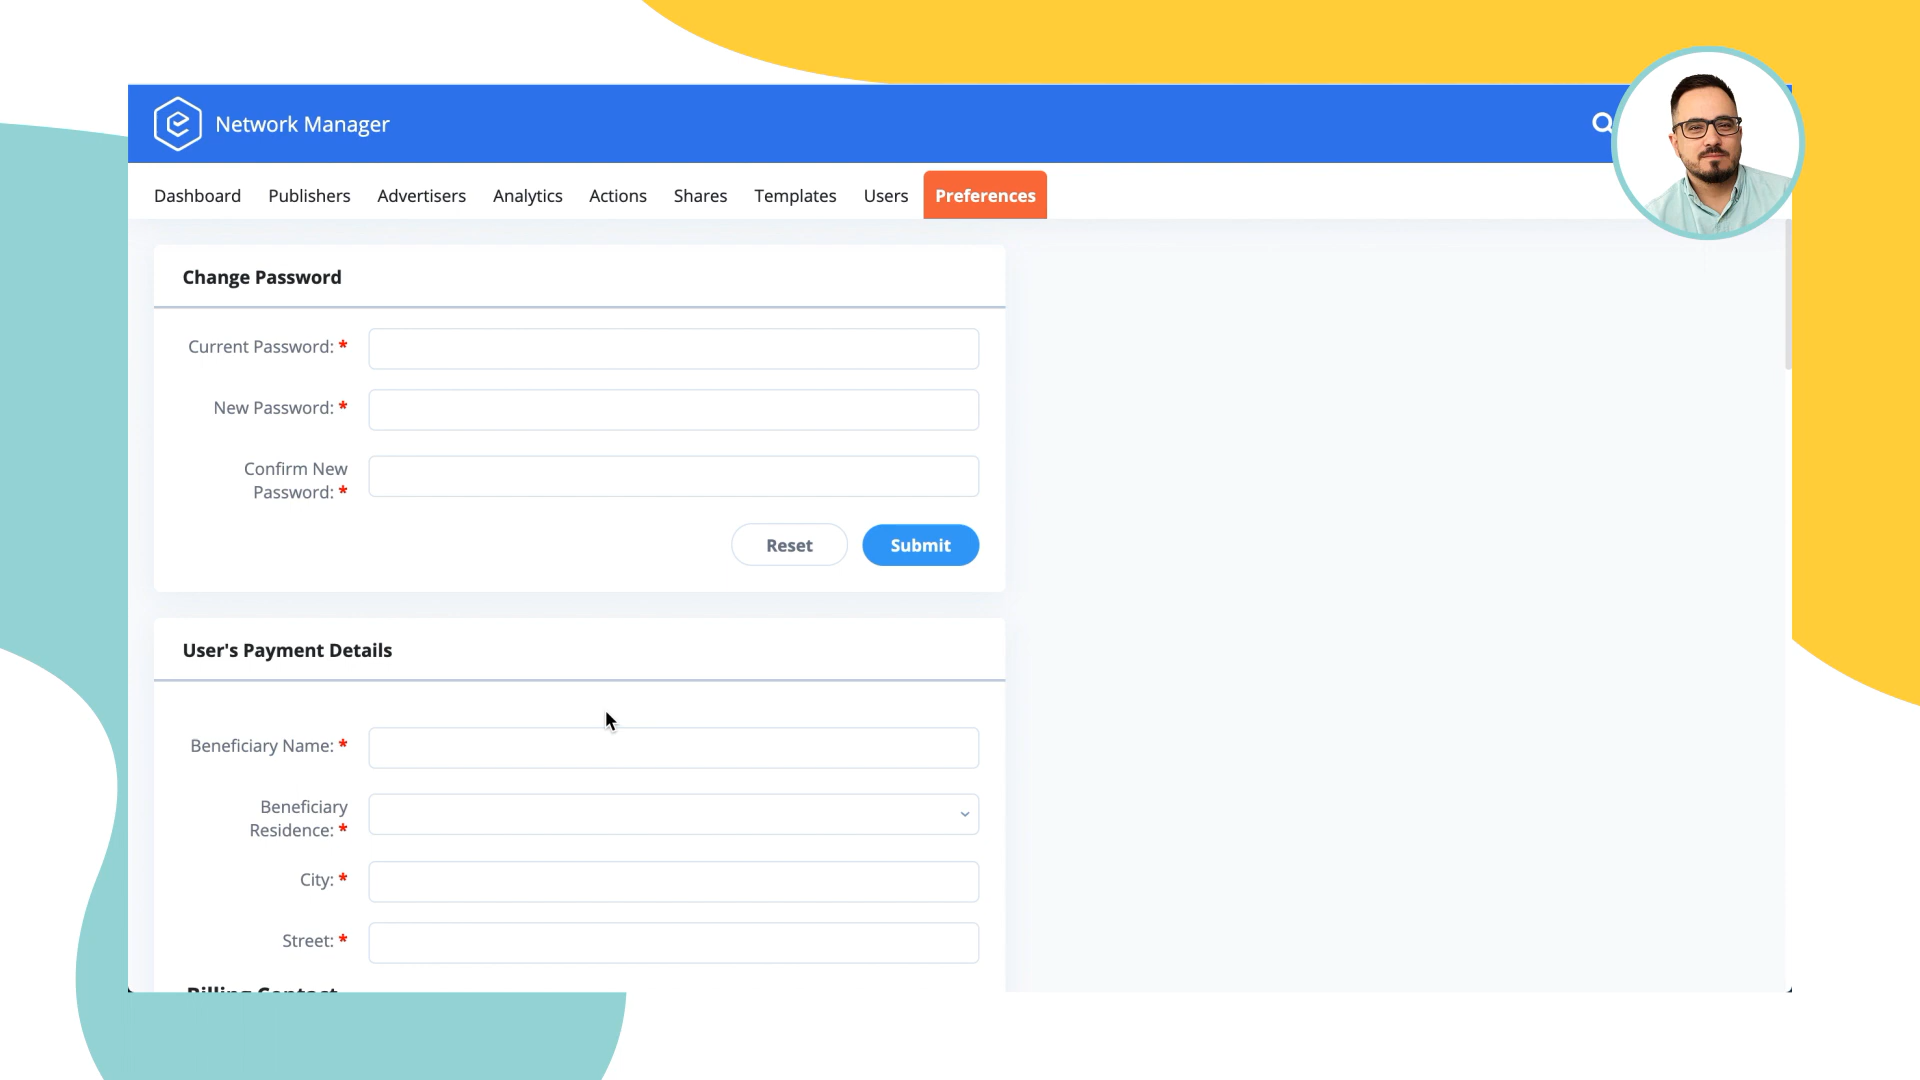 Network Manager
Dashboard Publishers Advertisers Analytics Actions Shares Templates Users Preferences
Change Password
Current Password: *
New Password: *
Confirm New
Password: *
Reset Submit
User's Payment Details
Beneficiary Name: *
Beneficiary
Residence: *
City: *
Street: *
Billing Contact